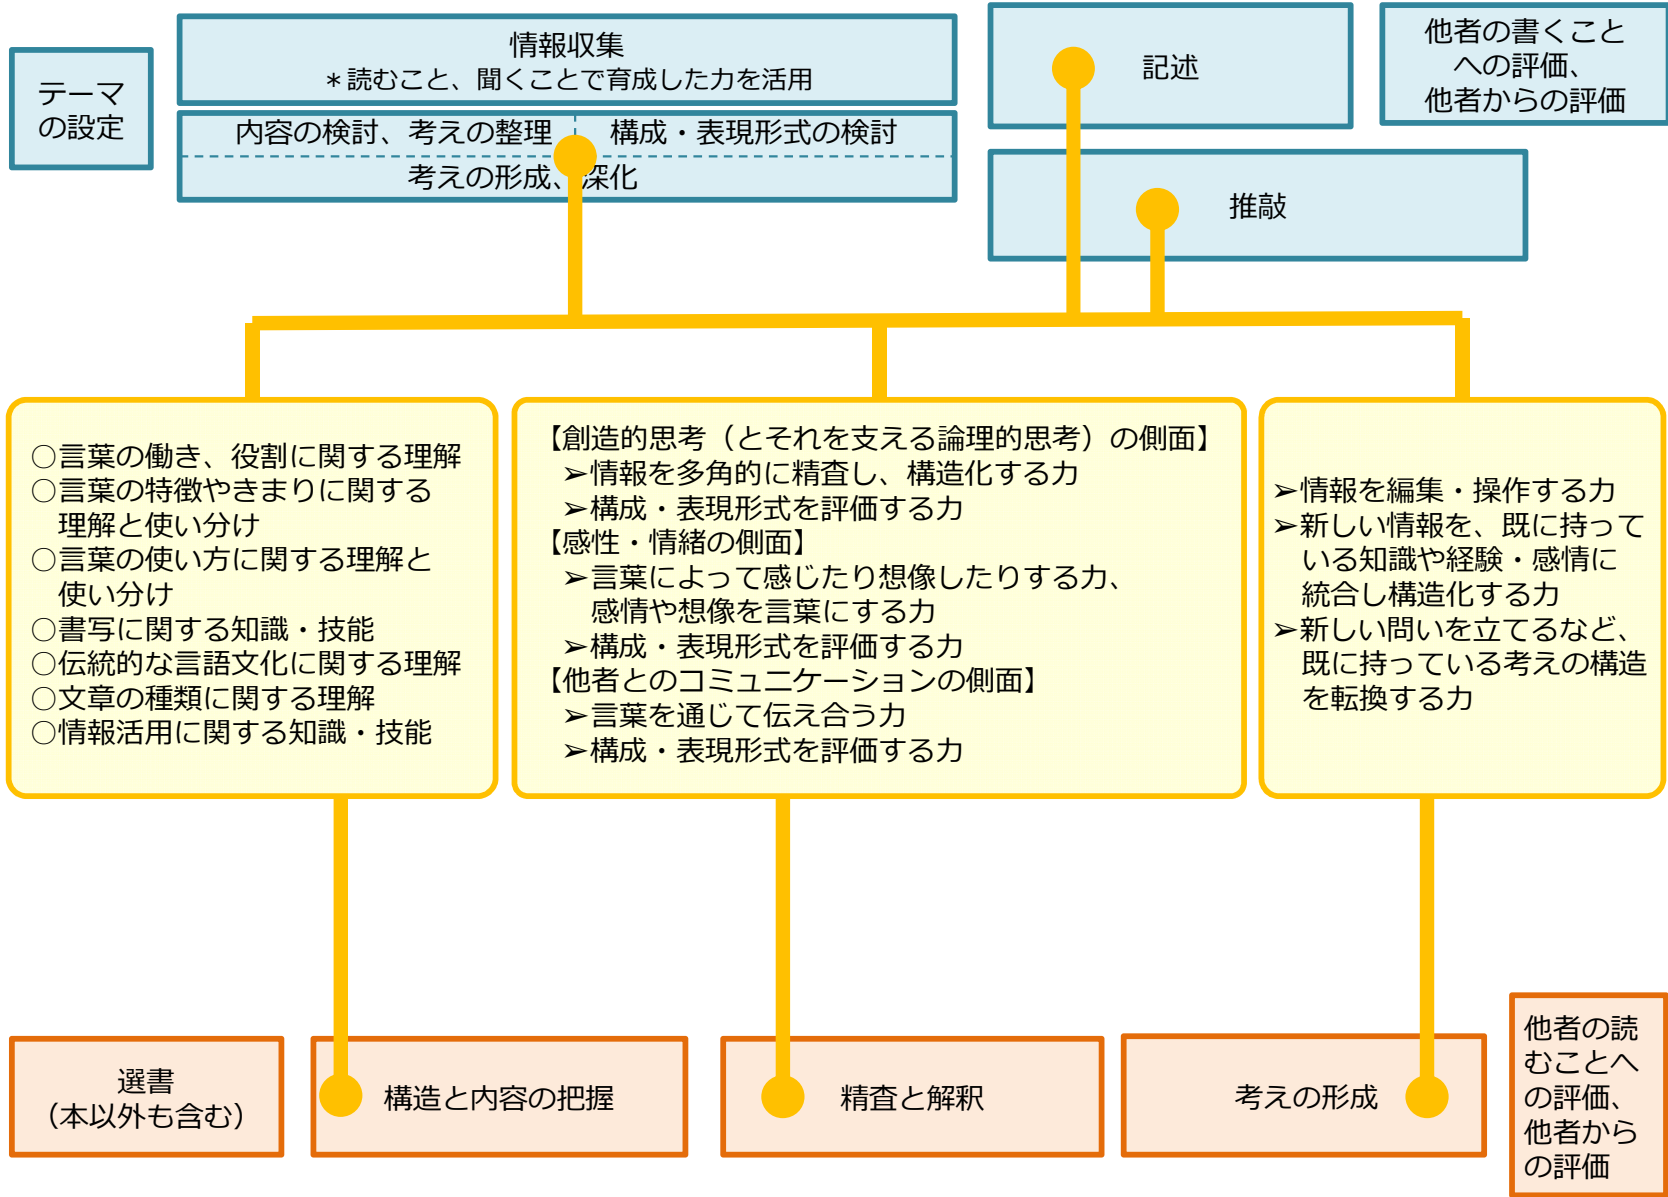 テーマ
の設定
情報収集
＊読むこと、聞くことで育成した力を活用
内容の検討、考えの整理
構成・表現形式の検討
考えの形成、深化
記述
他者の書くこと
への評価、
他者からの評価
推敲
○言葉の働き、役割に関する理解
○言葉の特徴やきまりに関する
理解と使い分け
○言葉の使い方に関する理解と
使い分け
○書写に関する知識・技能
○伝統的な言語文化に関する理解
○文章の種類に関する理解
○情報活用に関する知識・技能
【創造的思考（とそれを支える論理的思考）の側面】
➢情報を多角的に精査し、構造化する力
➢構成・表現形式を評価する力
【感性・情緒の側面】
➢言葉によって感じたり想像したりする力、
感情や想像を言葉にする力
➢構成・表現形式を評価する力
【他者とのコミュニケーションの側面】
➢言葉を通じて伝え合う力
➢構成・表現形式を評価する力
➢情報を編集・操作する力
➢新しい情報を、既に持って
いる知識や経験・感情に
統合し構造化する力
➢新しい問いを立てるなど、
既に持っている考えの構造
を転換する力
選書
（本以外も含む）
構造と内容の把握
精査と解釈
考えの形成
他者の読
むことへ
の評価、
他者から
の評価